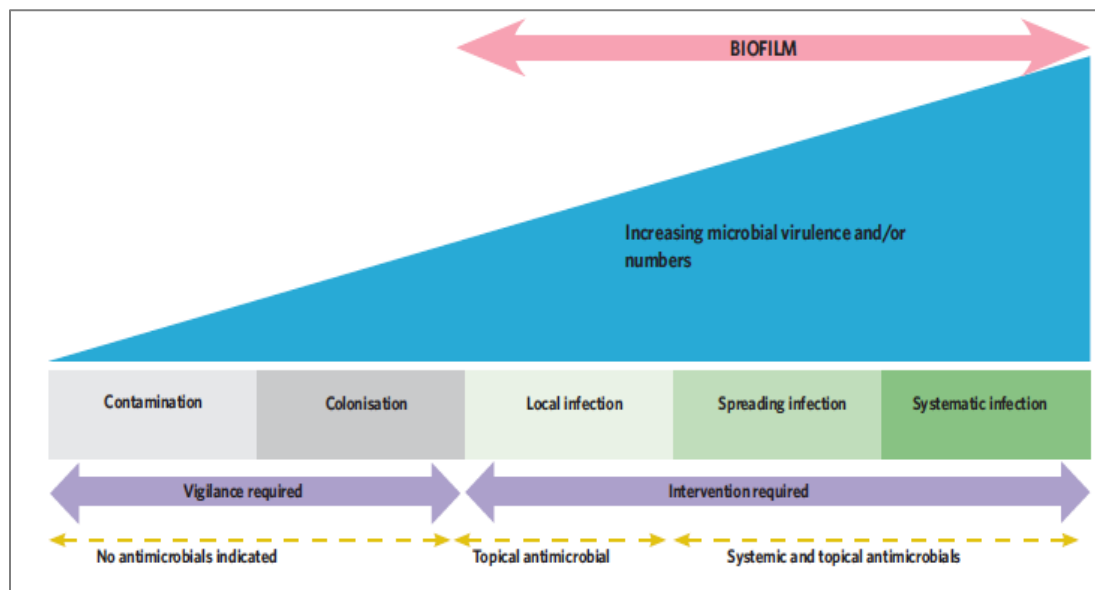 BIOFILM
Increasing microbial virulence and/or
numbers
Contamination
Colonisation
Local infection
Spreading infection
Systematic infection
Vigilance required
Intervention required
No antimicrobials indicated
Topical antimicrobial
Systemic and topical antimicrobials